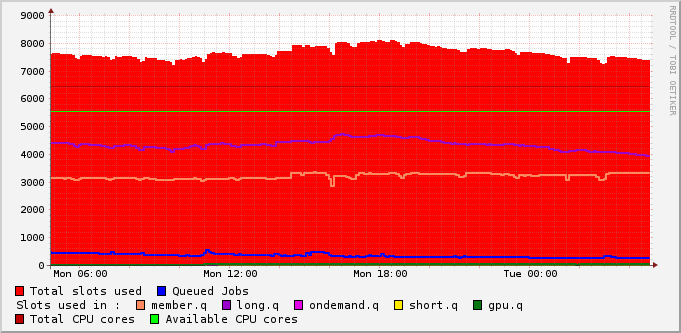 9000
8000
7000
6000
5000
4000
3000
2000
1000
0
Mon 06:00 Mon 12:00 Mon 18:00 Tue 00:00
Total slots used Queued Jobs
Slots used in : member.q long.q ondemand.q short.q gpu.q
Total CPU cores Available CPU cores
RRDTOOL / TOBI OETIKER